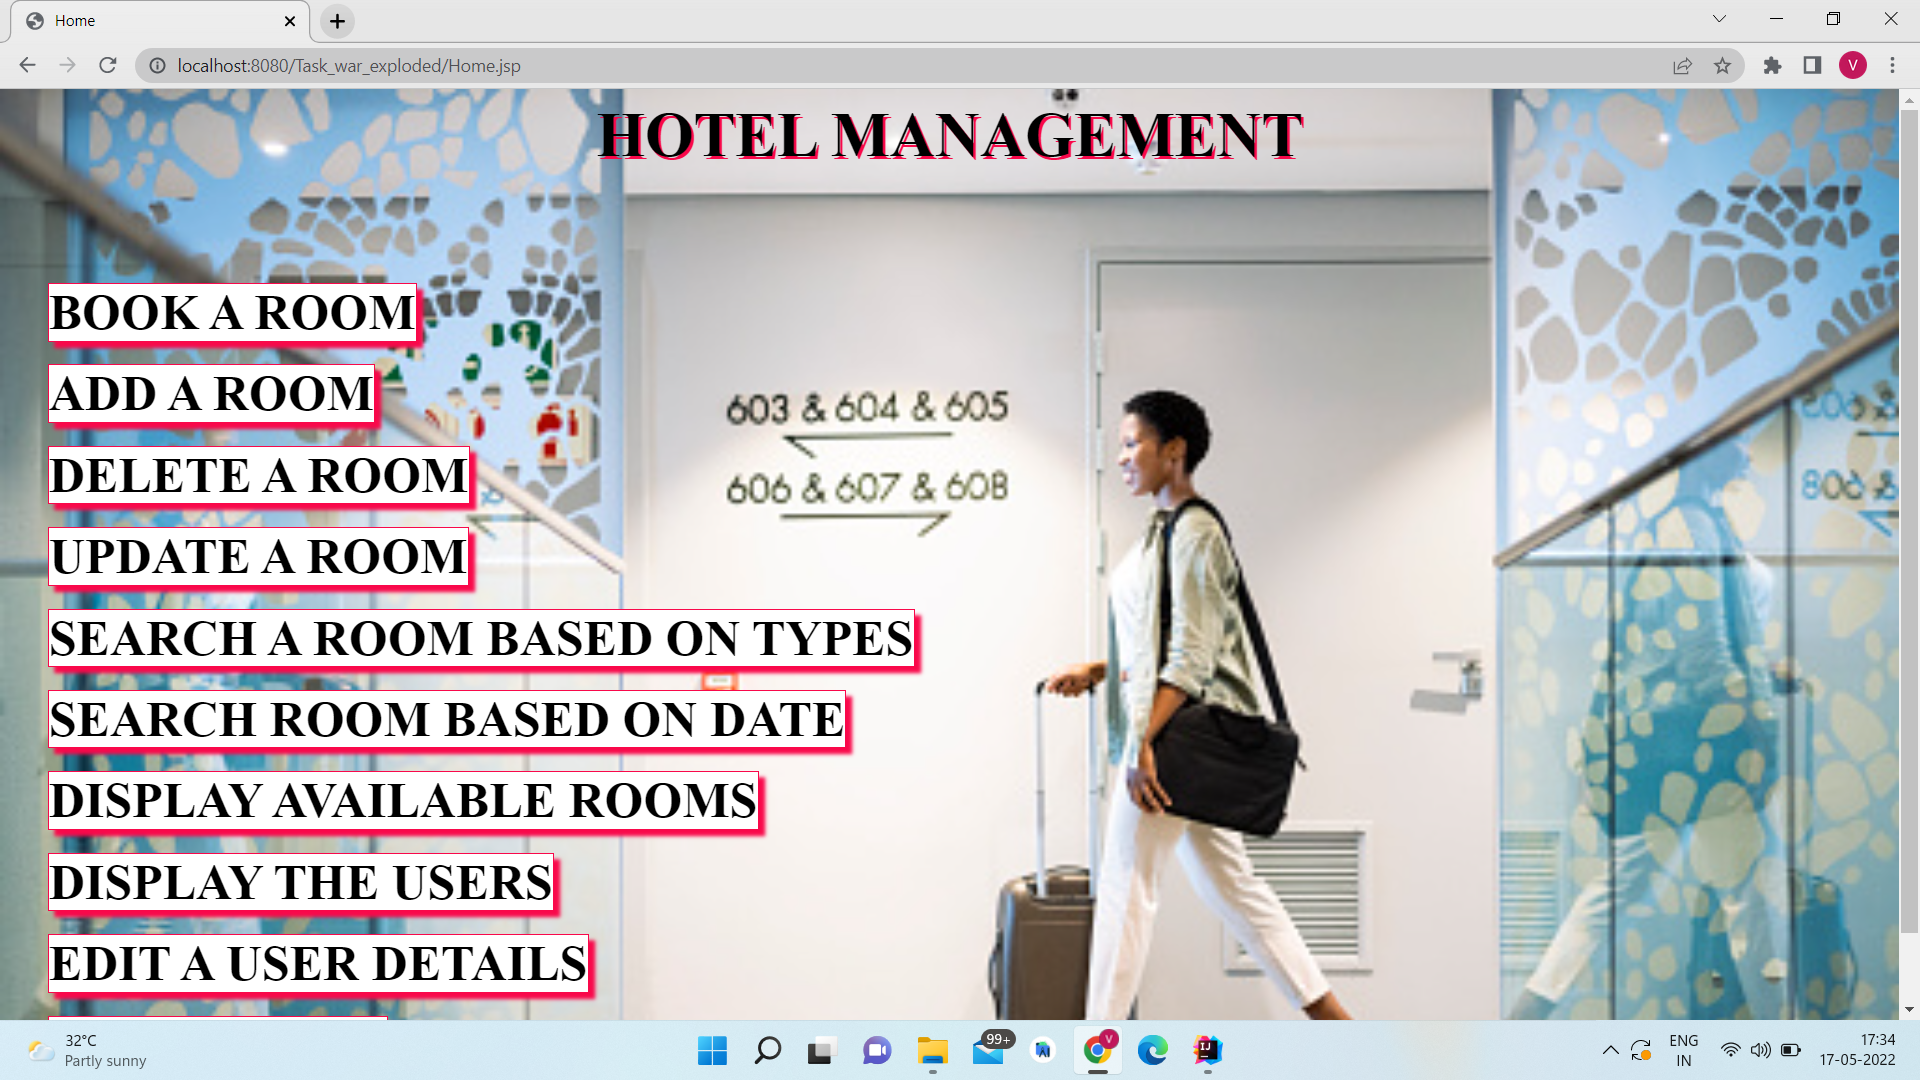 Home
localhost:8080/Task_war_exploded/Home.jsp
V
HOTEL MANAGEMENT
BOOK A ROOM
ADD A ROOM
DELETE A ROOM
UPDATE A ROOM
SEARCH A ROOM BASED ON TYPES
SEARCH ROOM BASED ON DATE
DISPLAY AVAILABLE ROOMS
DISPLAY THE USERS
EDIT A USER DETAILS
603 & 604 & 605
606 & 607 & 608
32°C
Partly sunny
99+
V
IJ
ENG
IN
17:34
17-05-2022